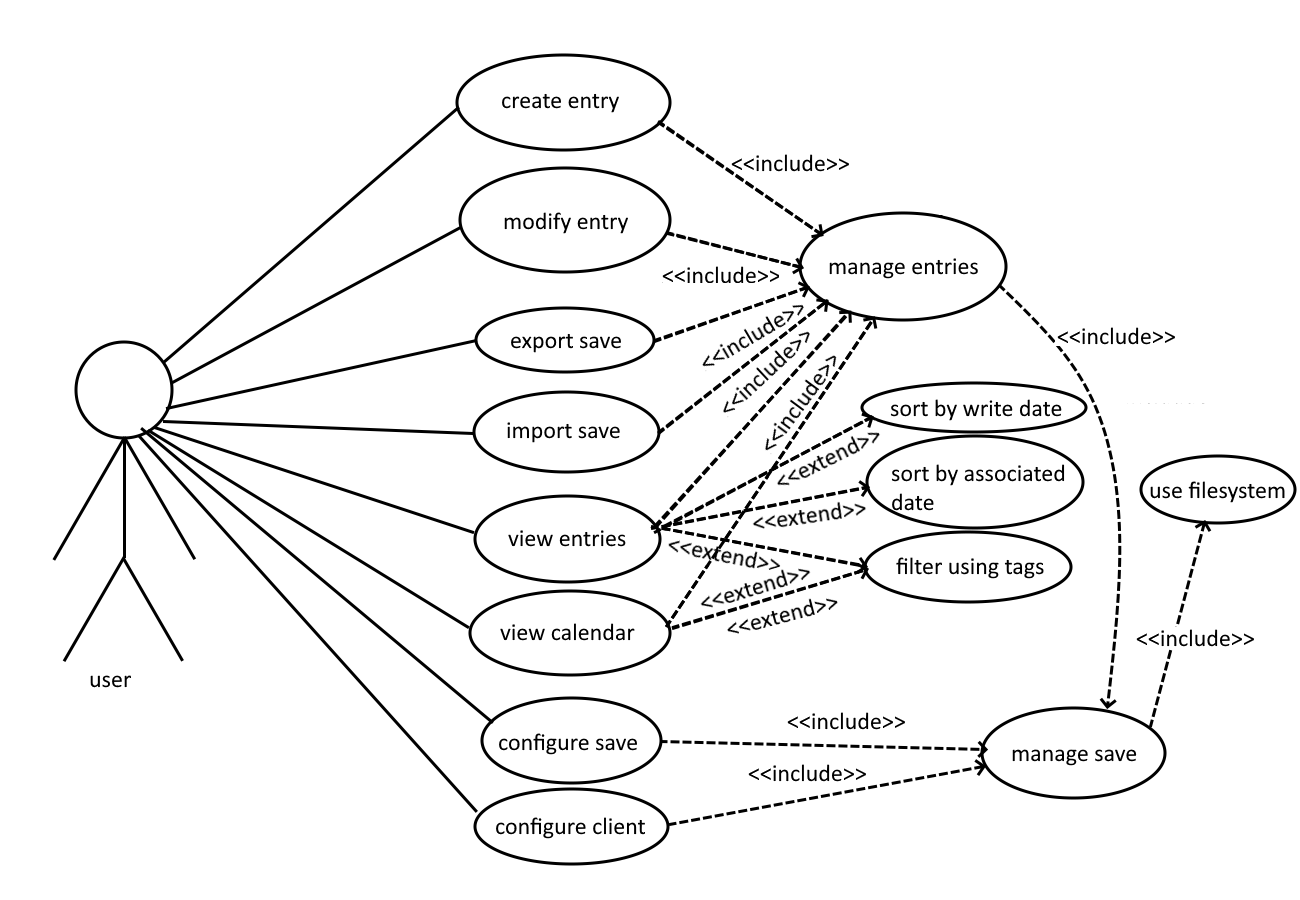 create entry
<<include>>
modify entry
manage entries
<<include>>
export save
<<include>>
<<include>>
<<include>>
<<include>>
sort by write date
import save
<<extend>>
sort by associated
date
use filesystem
<<extend>>
view entries
<<extend>>
filter using tags
<<extend>>
<<extend>>
view calendar
<<include>>
user
<<include>>
configure save
manage save
<<include>>
configure client